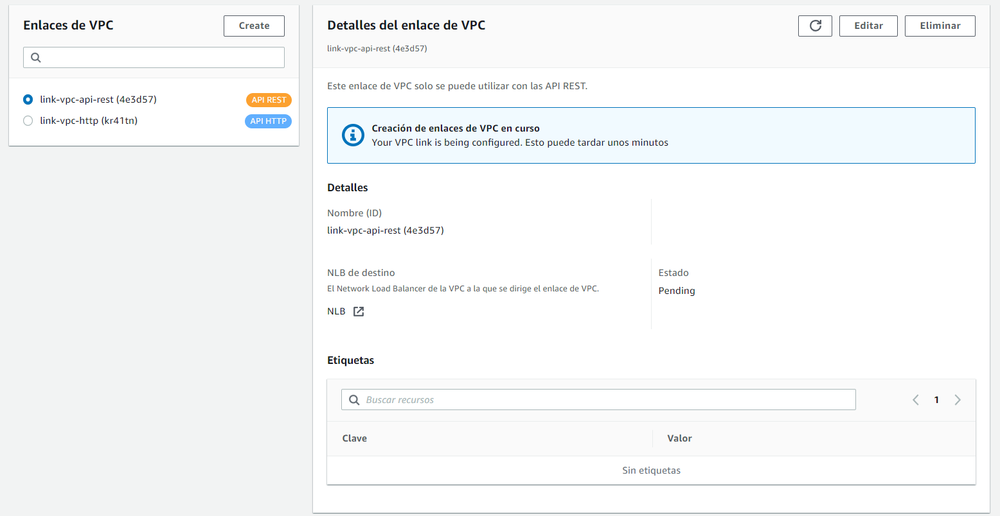 Enlaces de VPC
Create
link-vpc-api-rest (4e3d57)
API REST
link-vpc-http (kr41tn)
API HTTP
Detalles del enlace de VPC
Editar
Eliminar
link-vpc-api-rest (4e3d57)
Este enlace de VPC solo se puede utilizar con las API REST.
Creación de enlaces de VPC en curso
Your VPC link is being configured. Esto puede tardar unos minutos
Detalles
Nombre (ID)
link-vpc-api-rest (4e3d57)
NLB de destino
El Network Load Balancer de la VPC a la que se dirige el enlace de VPC.
NLB
Estado
Pending
Etiquetas
Buscar recursos
1
Clave
Valor
Sin etiquetas